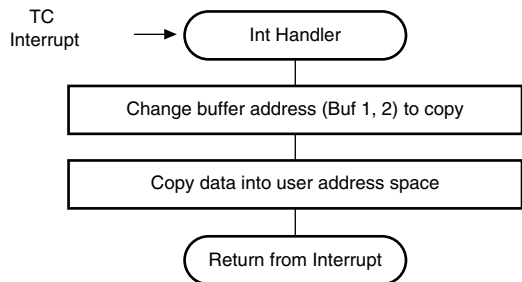 TC
Interrupt
Int Handler
Change buffer address (Buf 1, 2) to copy
Copy data into user address space
Return from Interrupt